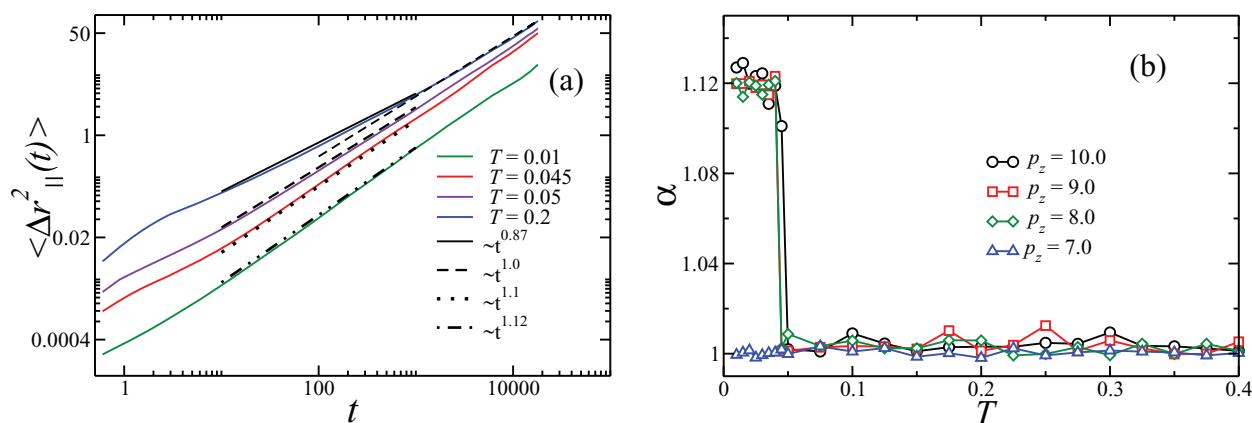 (a)
<Δr²||(t)>
50
1
0.02
0.0004
1
100
10000
t
T = 0.01
T = 0.045
T = 0.05
T = 0.2
~t^0.87
~t^1.0
~t^1.1
~t^1.12
(b)
α
1.12
1.08
1.04
1
0
0.1
0.2
0.3
0.4
T
p_z = 10.0
p_z = 9.0
p_z = 8.0
p_z = 7.0